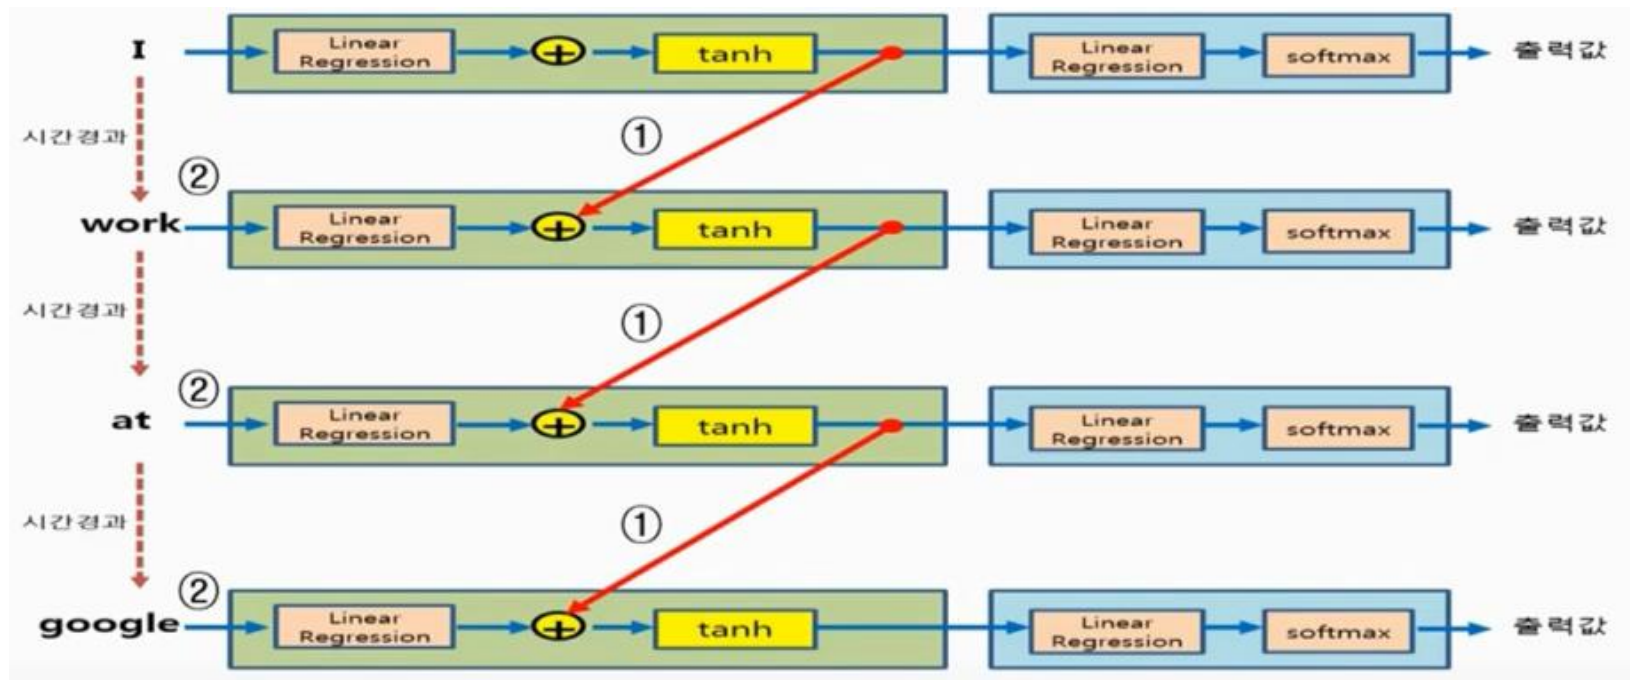 I
Linear
Regression
+
tanh
Linear
Regression
softmax
출력값
시간경과
①
②
work
Linear
Regression
+
tanh
Linear
Regression
softmax
출력값
시간경과
①
②
at
Linear
Regression
+
tanh
Linear
Regression
softmax
출력값
시간경과
①
②
google
Linear
Regression
+
tanh
Linear
Regression
softmax
출력값